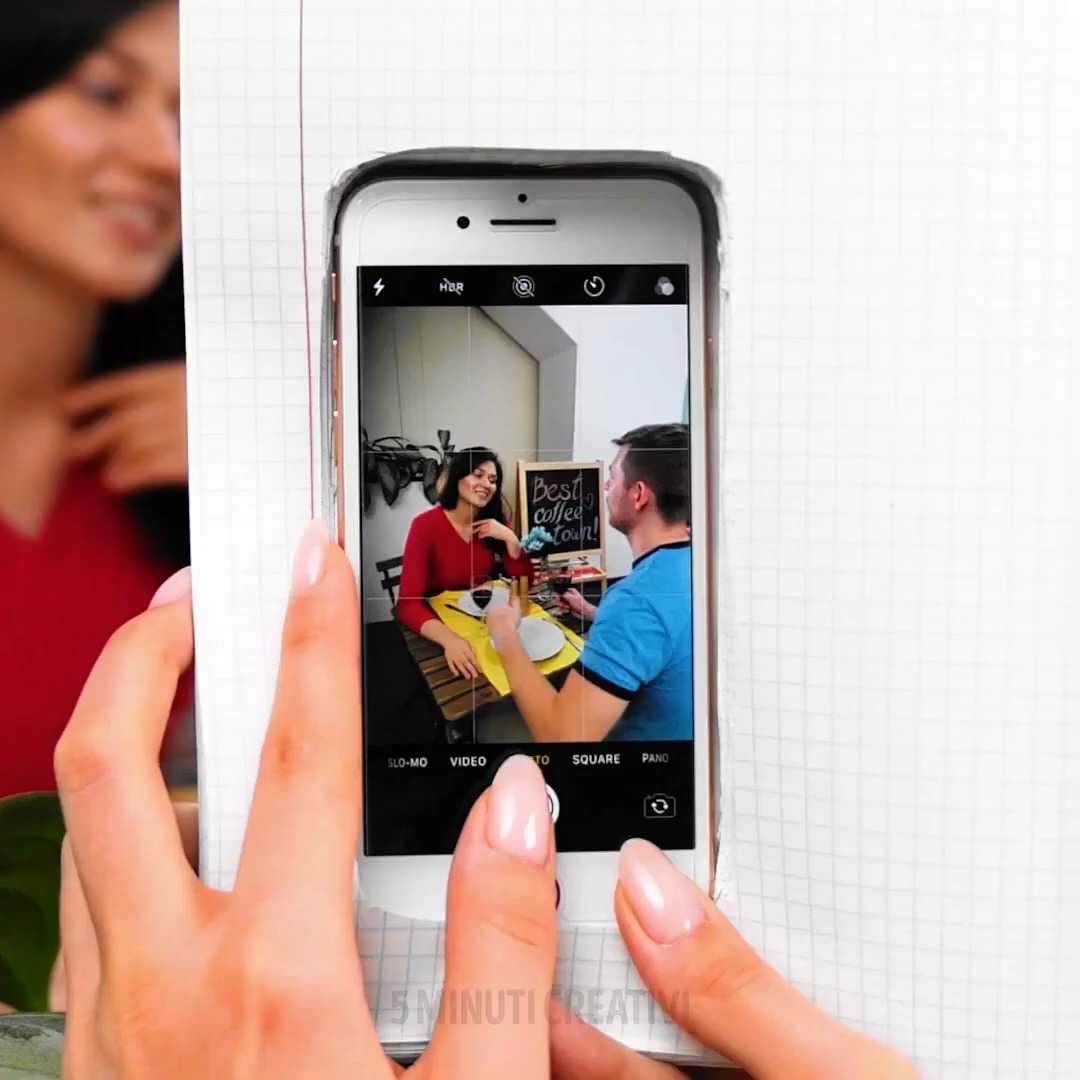 HDR
Best
coffee
town!
SLO-MO VIDEO SQUARE PANO
5 MINUTI CREATIVI